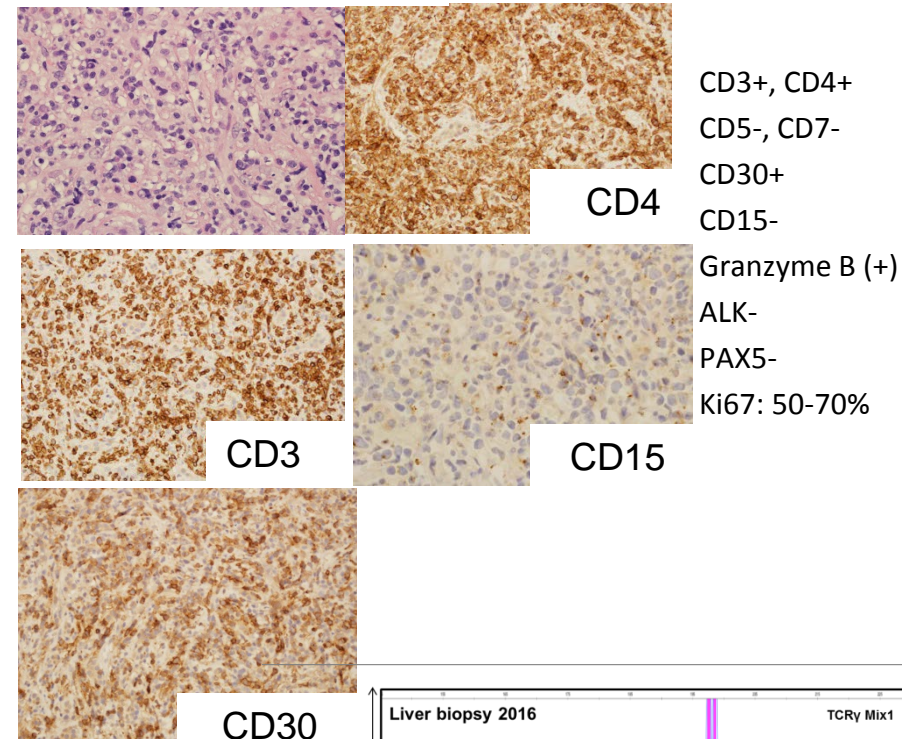 CD3+, CD4+
CD5-, CD7-
CD30+
CD15-
Granzyme B (+)
ALK-
PAX5-
Ki67: 50-70%
CD4
CD3
CD15
CD30
Liver biopsy 2016
TCRγ Mix1